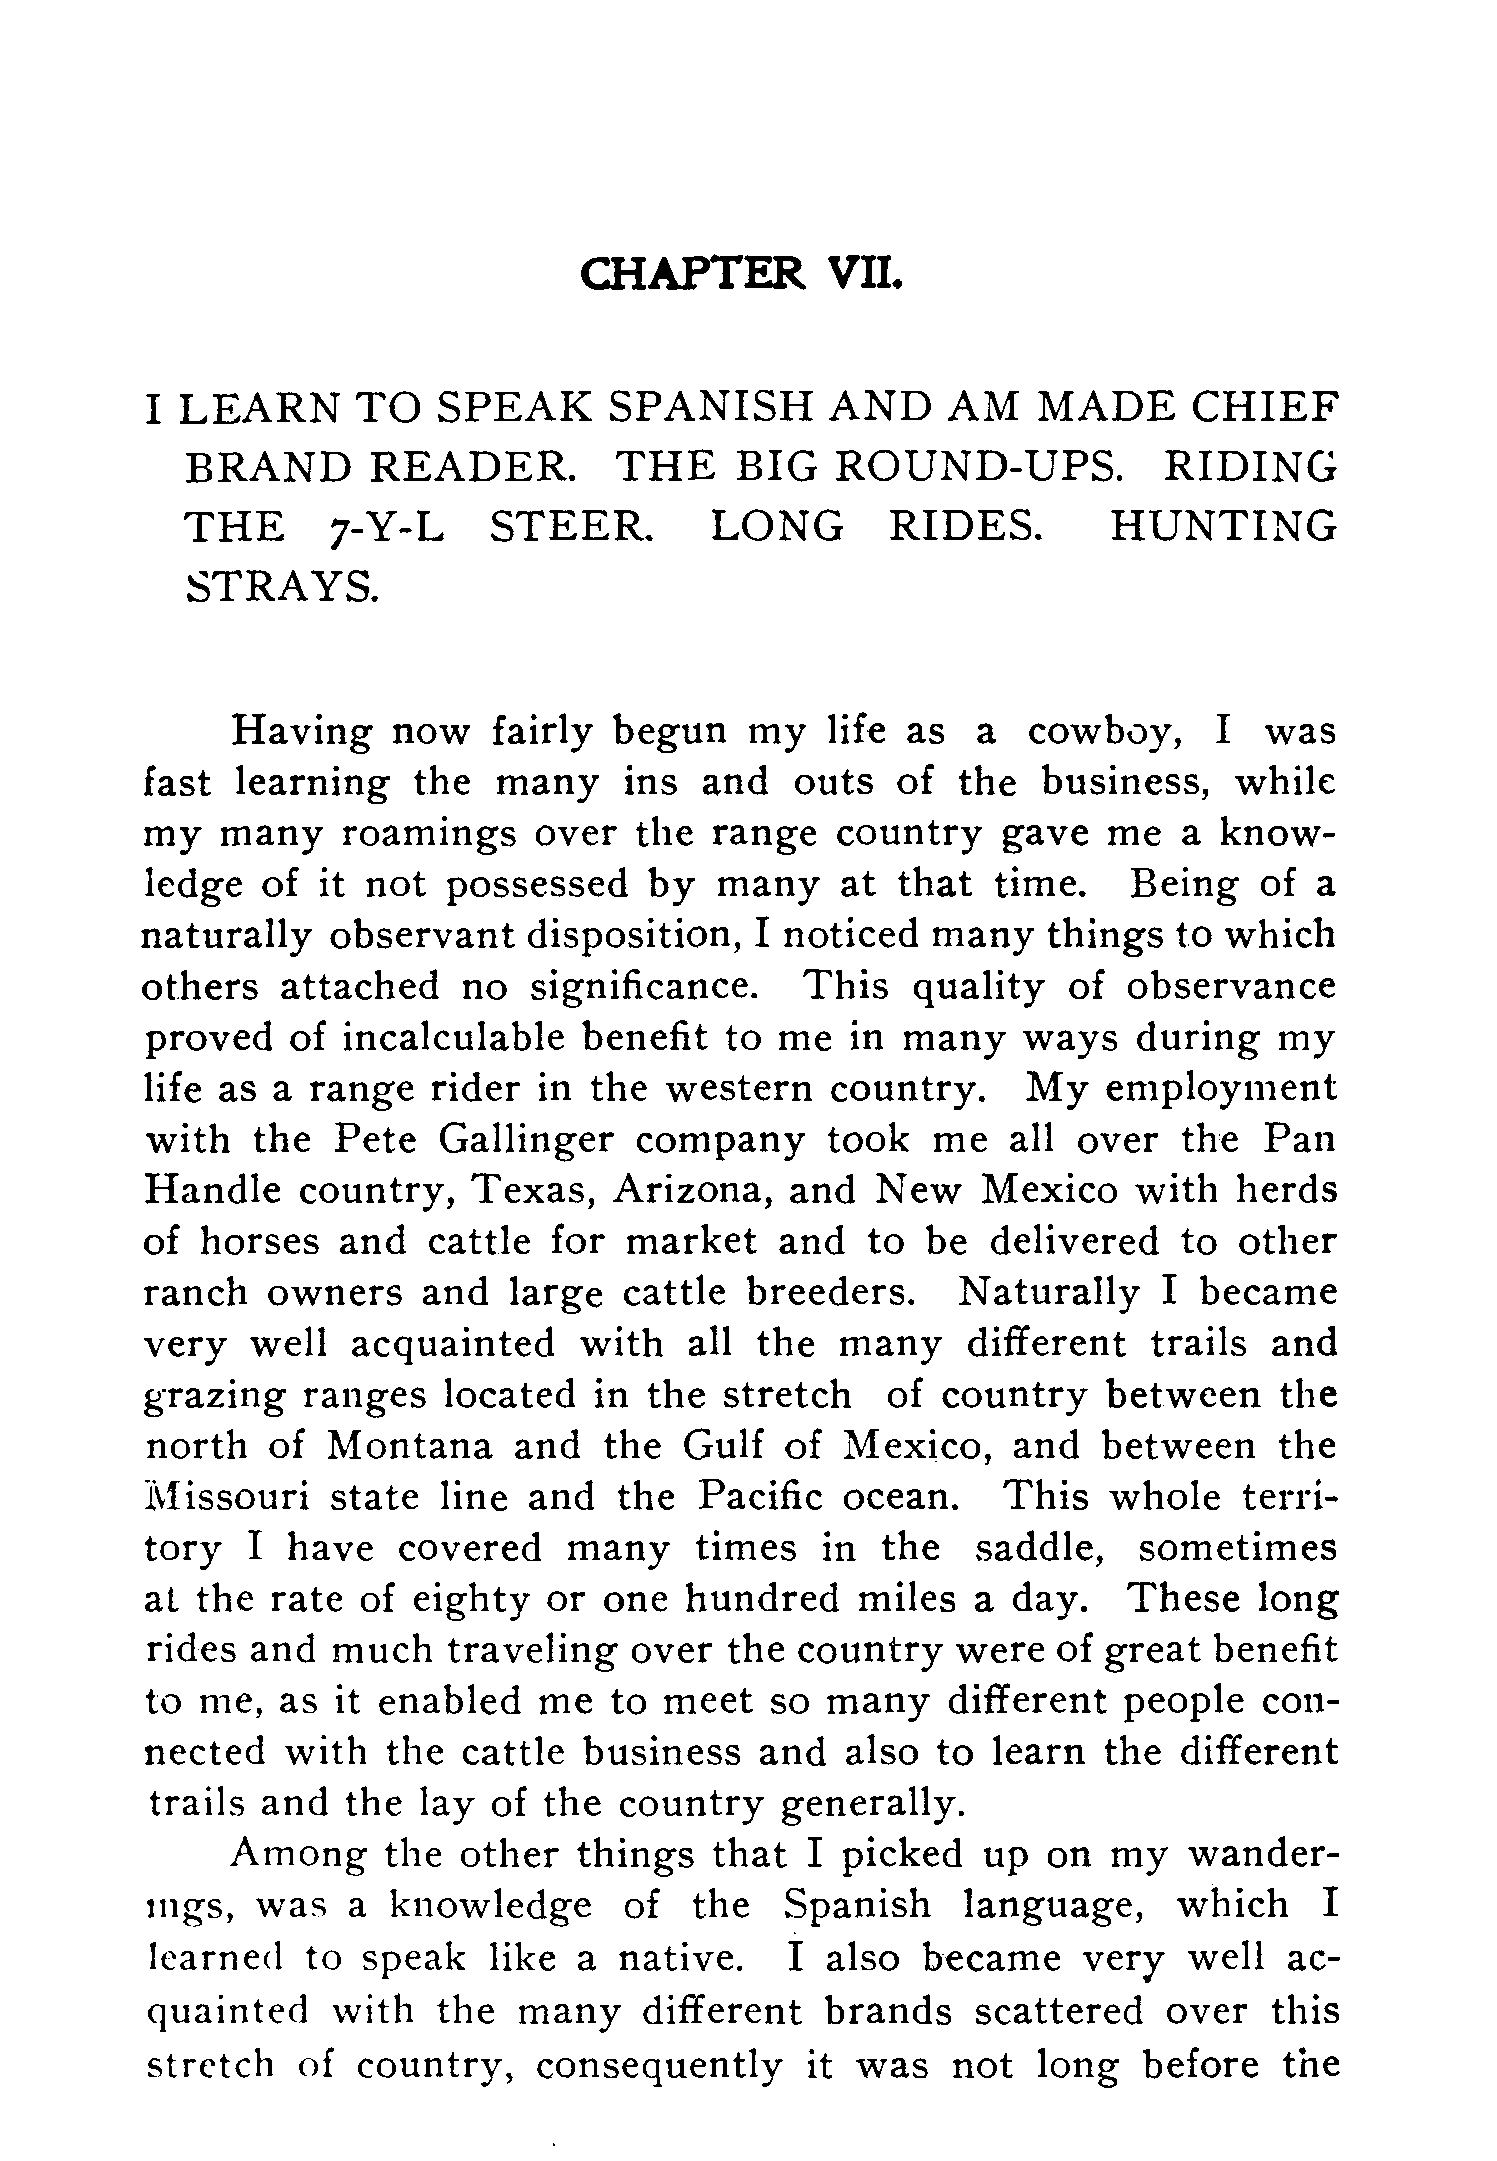 CHAPTER VII.
I LEARN TO SPEAK SPANISH AND AM MADE CHIEF
BRAND READER. THE BIG ROUND-UPS. RIDING
THE 7-Y-L STEER. LONG RIDES. HUNTING
STRAYS.
Having now fairly begun my life as a cowboy, I was
fast learning the many ins and outs of the business, while
my many roamings over the range country gave me a know-
ledge of it not possessed by many at that time. Being of a
naturally observant disposition, I noticed many things to which
others attached no significance. This quality of observance
proved of incalculable benefit to me in many ways during my
life as a range rider in the western country. My employment
with the Pete Gallinger company took me all over the Pan
Handle country, Texas, Arizona, and New Mexico with herds
of horses and cattle for market and to be delivered to other
ranch owners and large cattle breeders. Naturally I became
very well acquainted with all the many different trails and
grazing ranges located in the stretch of country between the
north of Montana and the Gulf of Mexico, and between the
Missouri state line and the Pacific ocean. This whole terri-
tory I have covered many times in the saddle, sometimes
at the rate of eighty or one hundred miles a day. These long
rides and much traveling over the country were of great benefit
to me, as it enabled me to meet so many different people con-
nected with the cattle business and also to learn the different
trails and the lay of the country generally.
Among the other things that I picked up on my wander-
ings, was a knowledge of the Spanish language, which I
learned to speak like a native. I also became very well ac-
quainted with the many different brands scattered over this
stretch of country, consequently it was not long before the